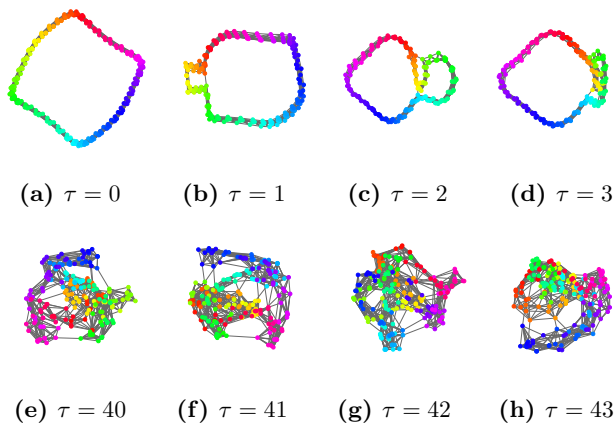 (a) τ = 0 (b) τ = 1 (c) τ = 2 (d) τ = 3
(e) τ = 40 (f) τ = 41 (g) τ = 42 (h) τ = 43